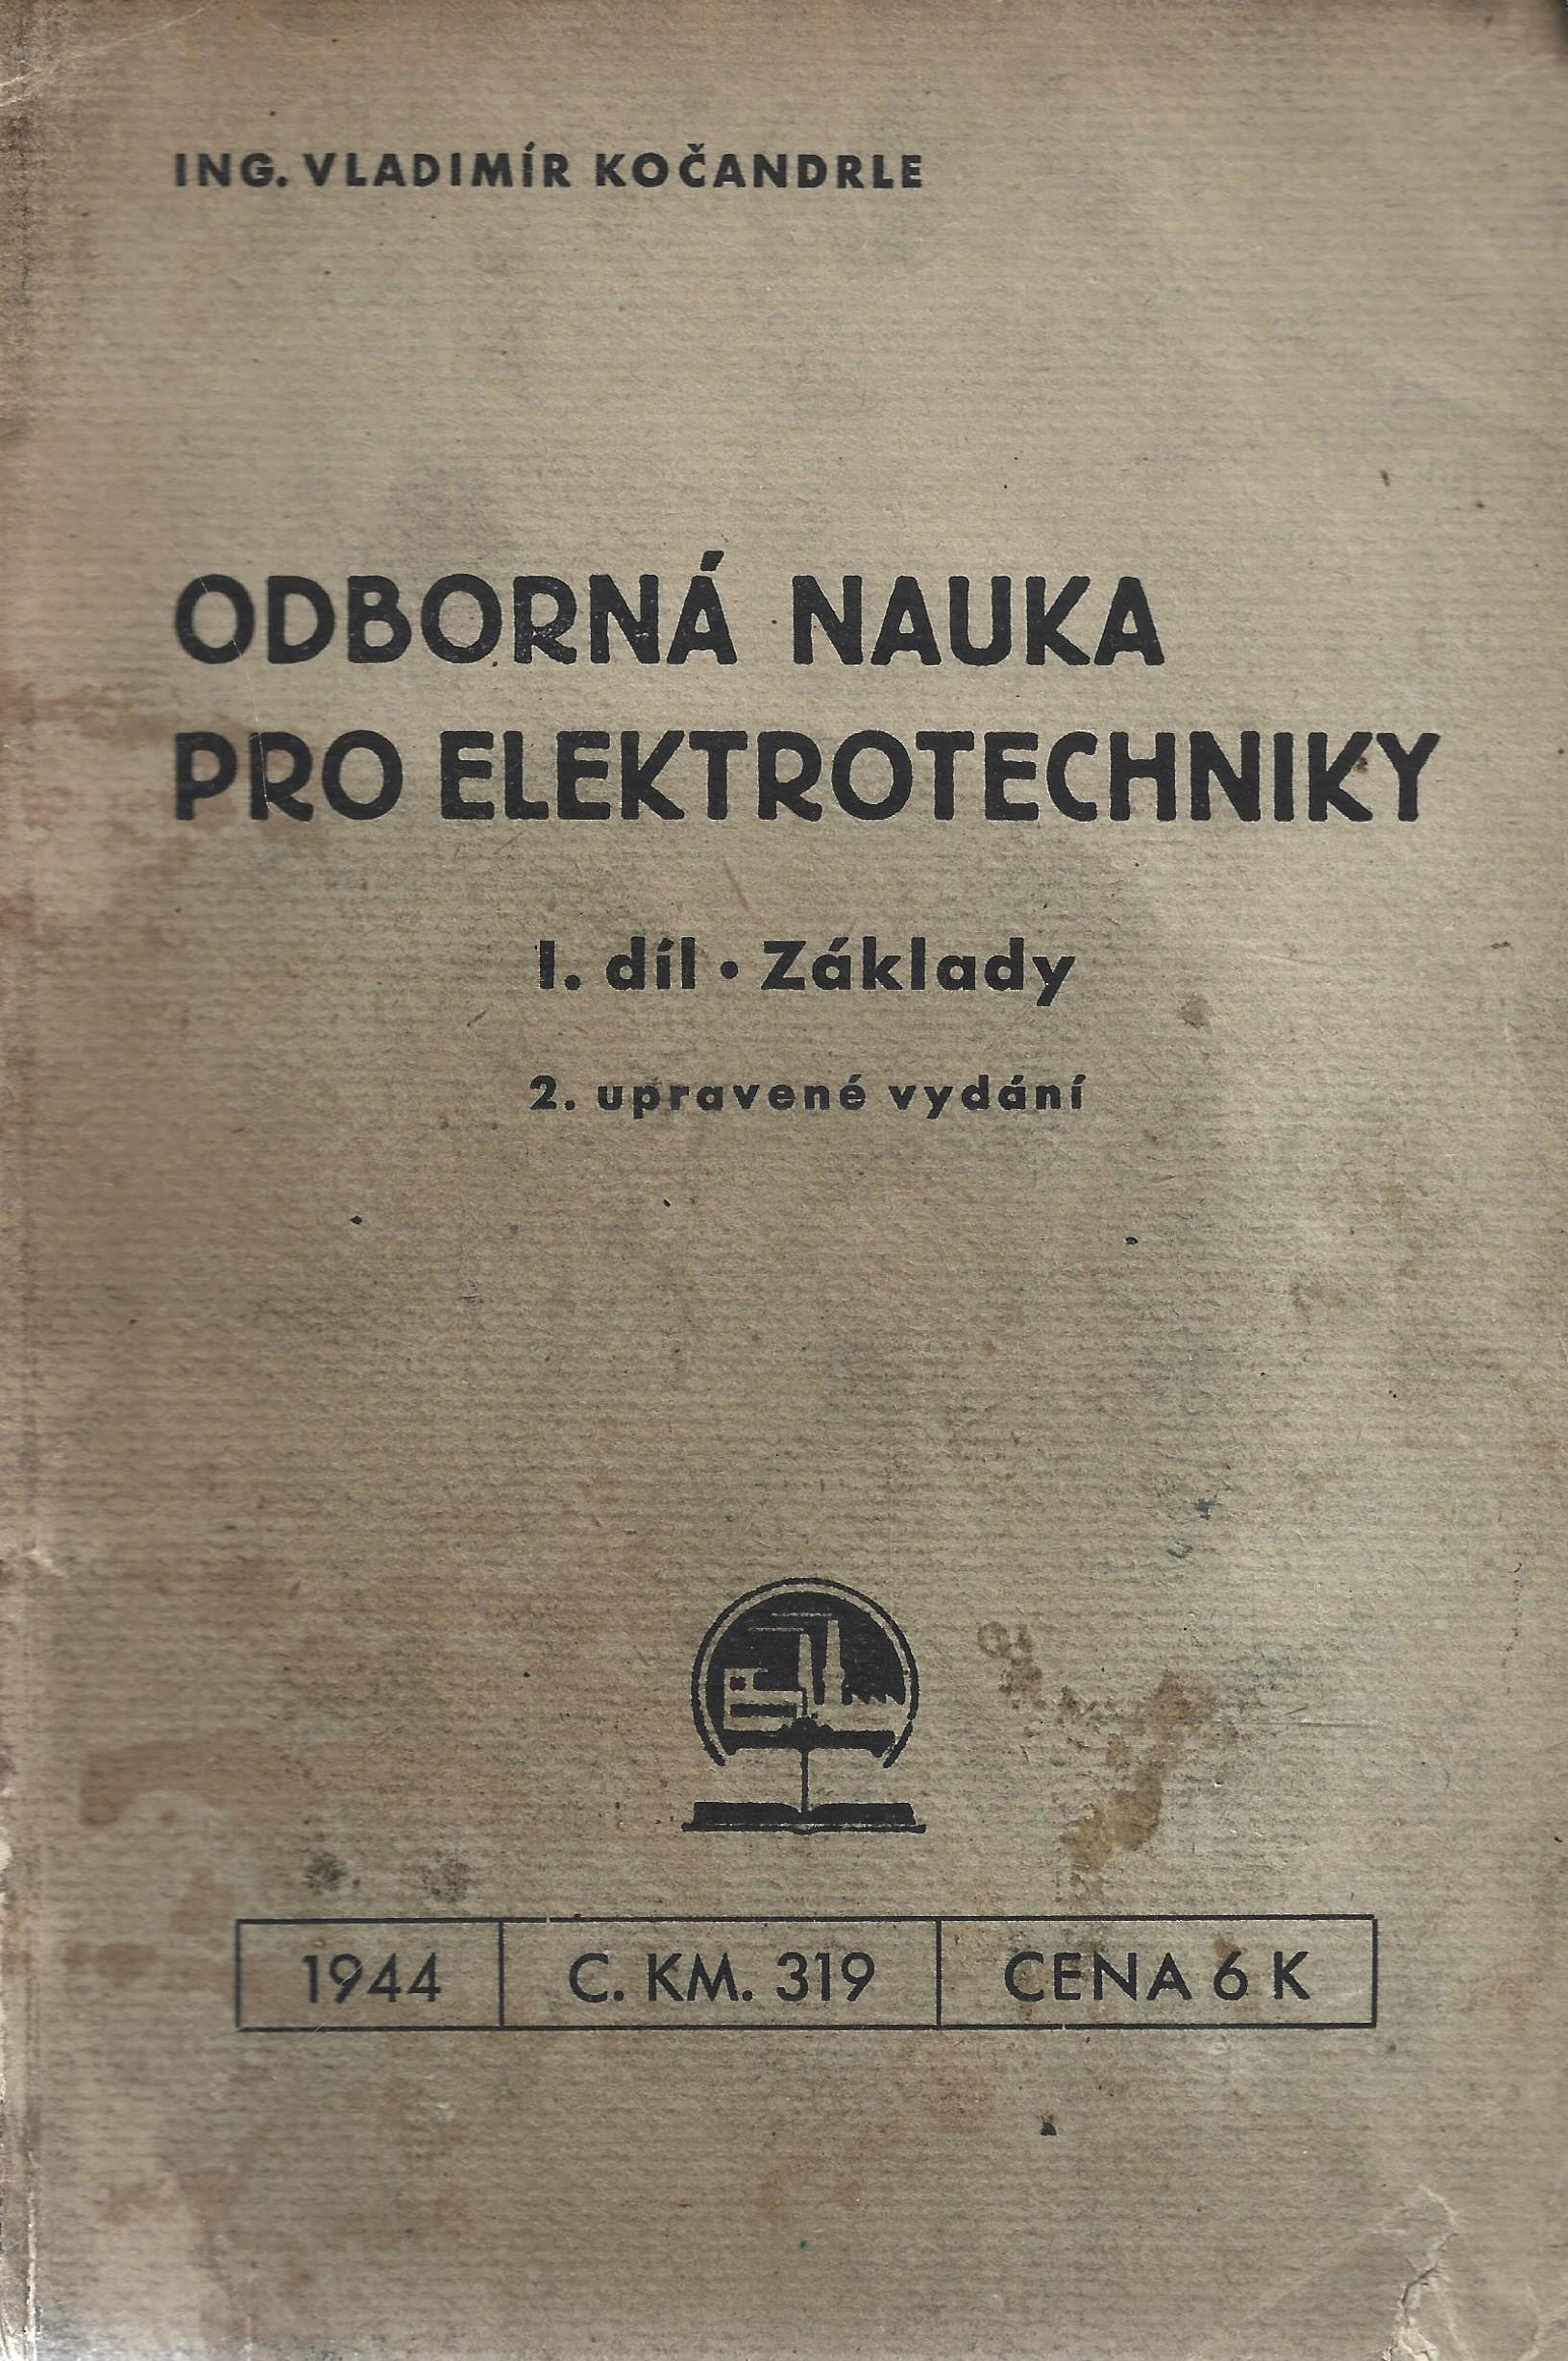 ING. VLADIMÍR KOČANDRLE
ODBORNÁ NAUKA
PRO ELEKTROTECHNIKY
I. díl • Základy
2. upravené vydání
1944 C. KM. 319 CENA 6 K